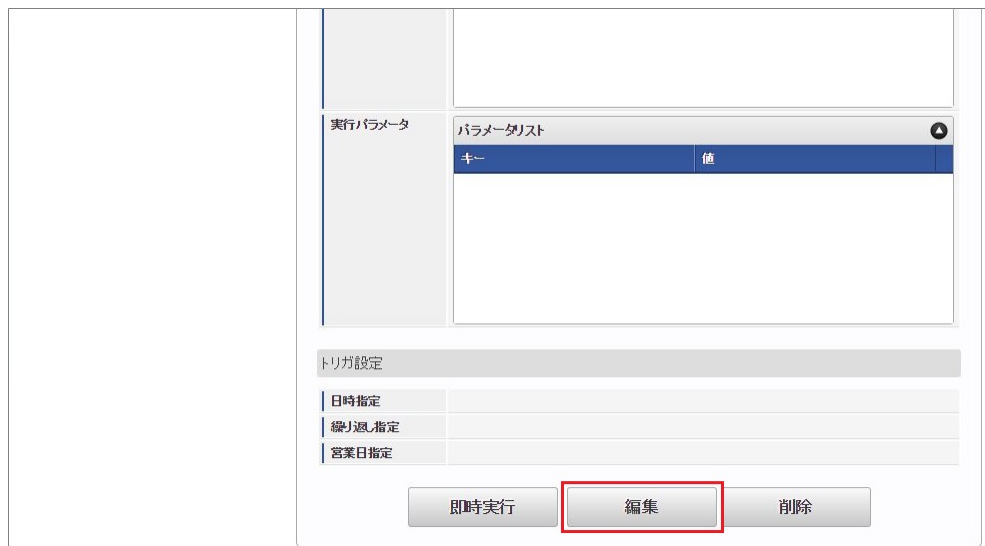 実行パラメータ
パラメータリスト
キー 値
トリガ設定
日時指定
繰り返し指定
営業日指定
即時実行 編集 削除